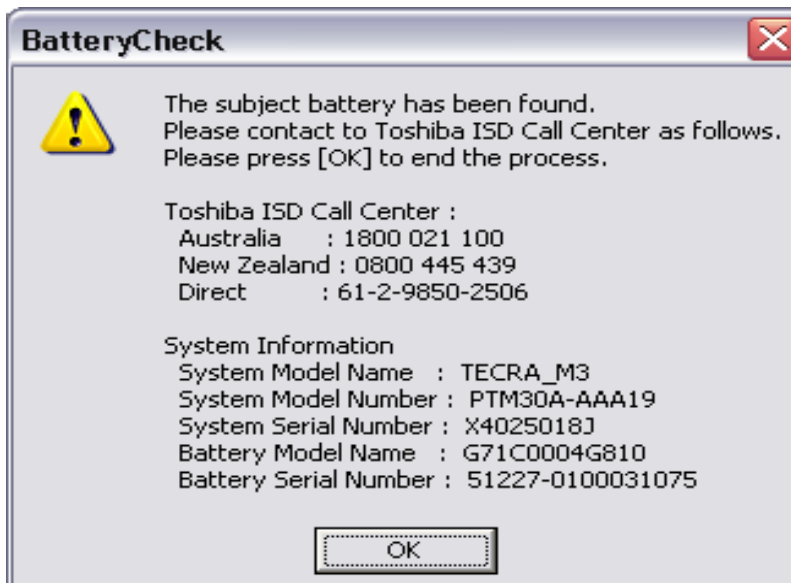 BatteryCheck
The subject battery has been found.
Please contact to Toshiba ISD Call Center as follows.
Please press [OK] to end the process.
Toshiba ISD Call Center :
Australia : 1800 021 100
New Zealand : 0800 445 439
Direct : 61-2-9850-2506
System Information
System Model Name : TECRA_M3
System Model Number : PTM30A-AAA19
System Serial Number : X4025018J
Battery Model Name : G71C0004G810
Battery Serial Number : 51227-0100031075
OK